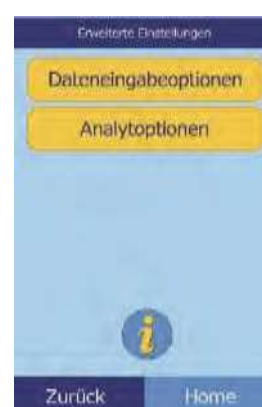 Erweiterte Einstellungen
Dateneingabeoptionen
Analytoptionen
i
Zurück
Home